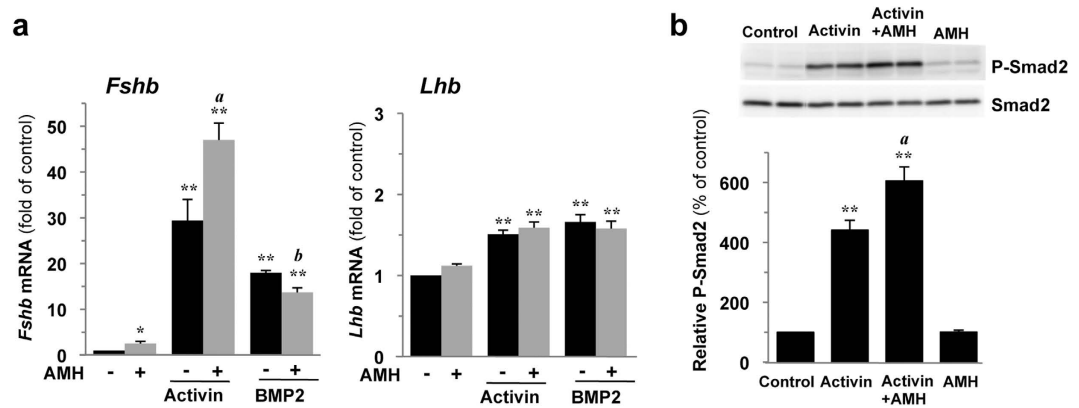 a
Fshb
Fshb mRNA (fold of control)
50
40
30
20
10
0
**
a
**
*
**
b
**
AMH - + - + - +
Activin BMP2
Lhb
Lhb mRNA (fold of control)
3
2
1
0
** ** ** **
AMH - + - + - +
Activin BMP2
b
Control Activin Activin +AMH AMH
P-Smad2
Smad2
Relative P-Smad2 (% of control)
600
400
200
0
**
a
**
Control Activin Activin AMH
+AMH